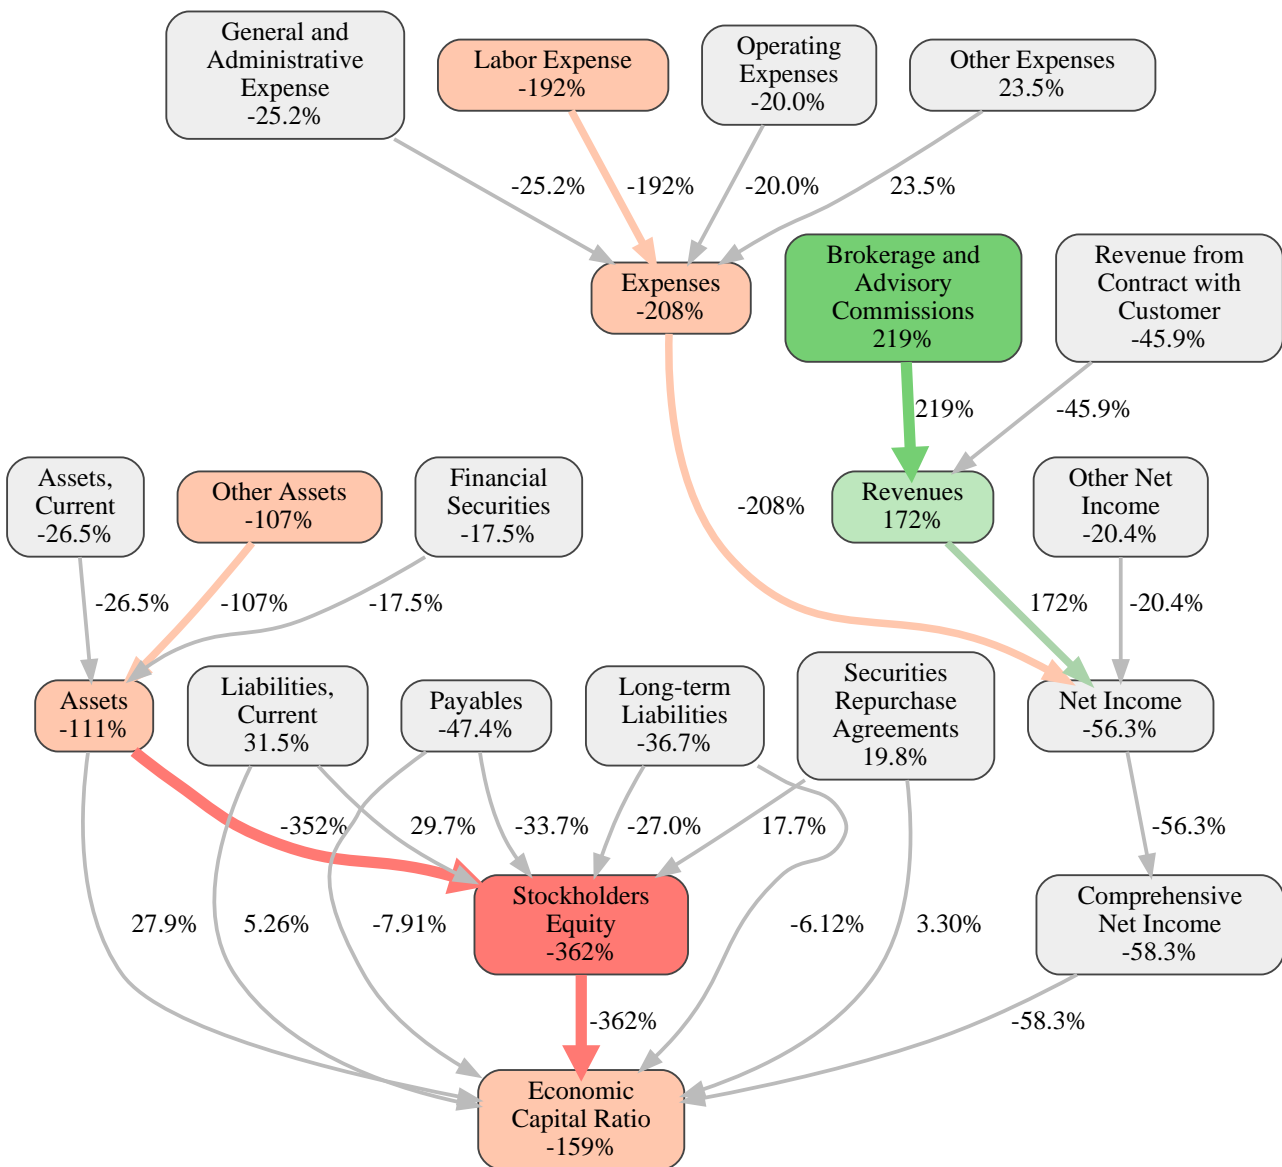 General and
Administrative
Expense
-25.2%
Labor Expense
-192%
Operating
Expenses
-20.0%
Other Expenses
23.5%
-25.2%
-192%
-20.0%
23.5%
Expenses
-208%
Brokerage and
Advisory
Commissions
219%
Revenue from
Contract with
Customer
-45.9%
219%
-45.9%
Assets,
Current
-26.5%
Other Assets
-107%
Financial
Securities
-17.5%
-208%
Revenues
172%
Other Net
Income
-20.4%
-26.5%
-107%
-17.5%
172%
-20.4%
Assets
-111%
Liabilities,
Current
31.5%
Payables
-47.4%
Long-term
Liabilities
-36.7%
Securities
Repurchase
Agreements
19.8%
Net Income
-56.3%
-352%
29.7%
-33.7%
-27.0%
17.7%
-56.3%
27.9%
5.26%
-7.91%
Stockholders
Equity
-362%
-6.12%
3.30%
Comprehensive
Net Income
-58.3%
-362%
-58.3%
Economic
Capital Ratio
-159%